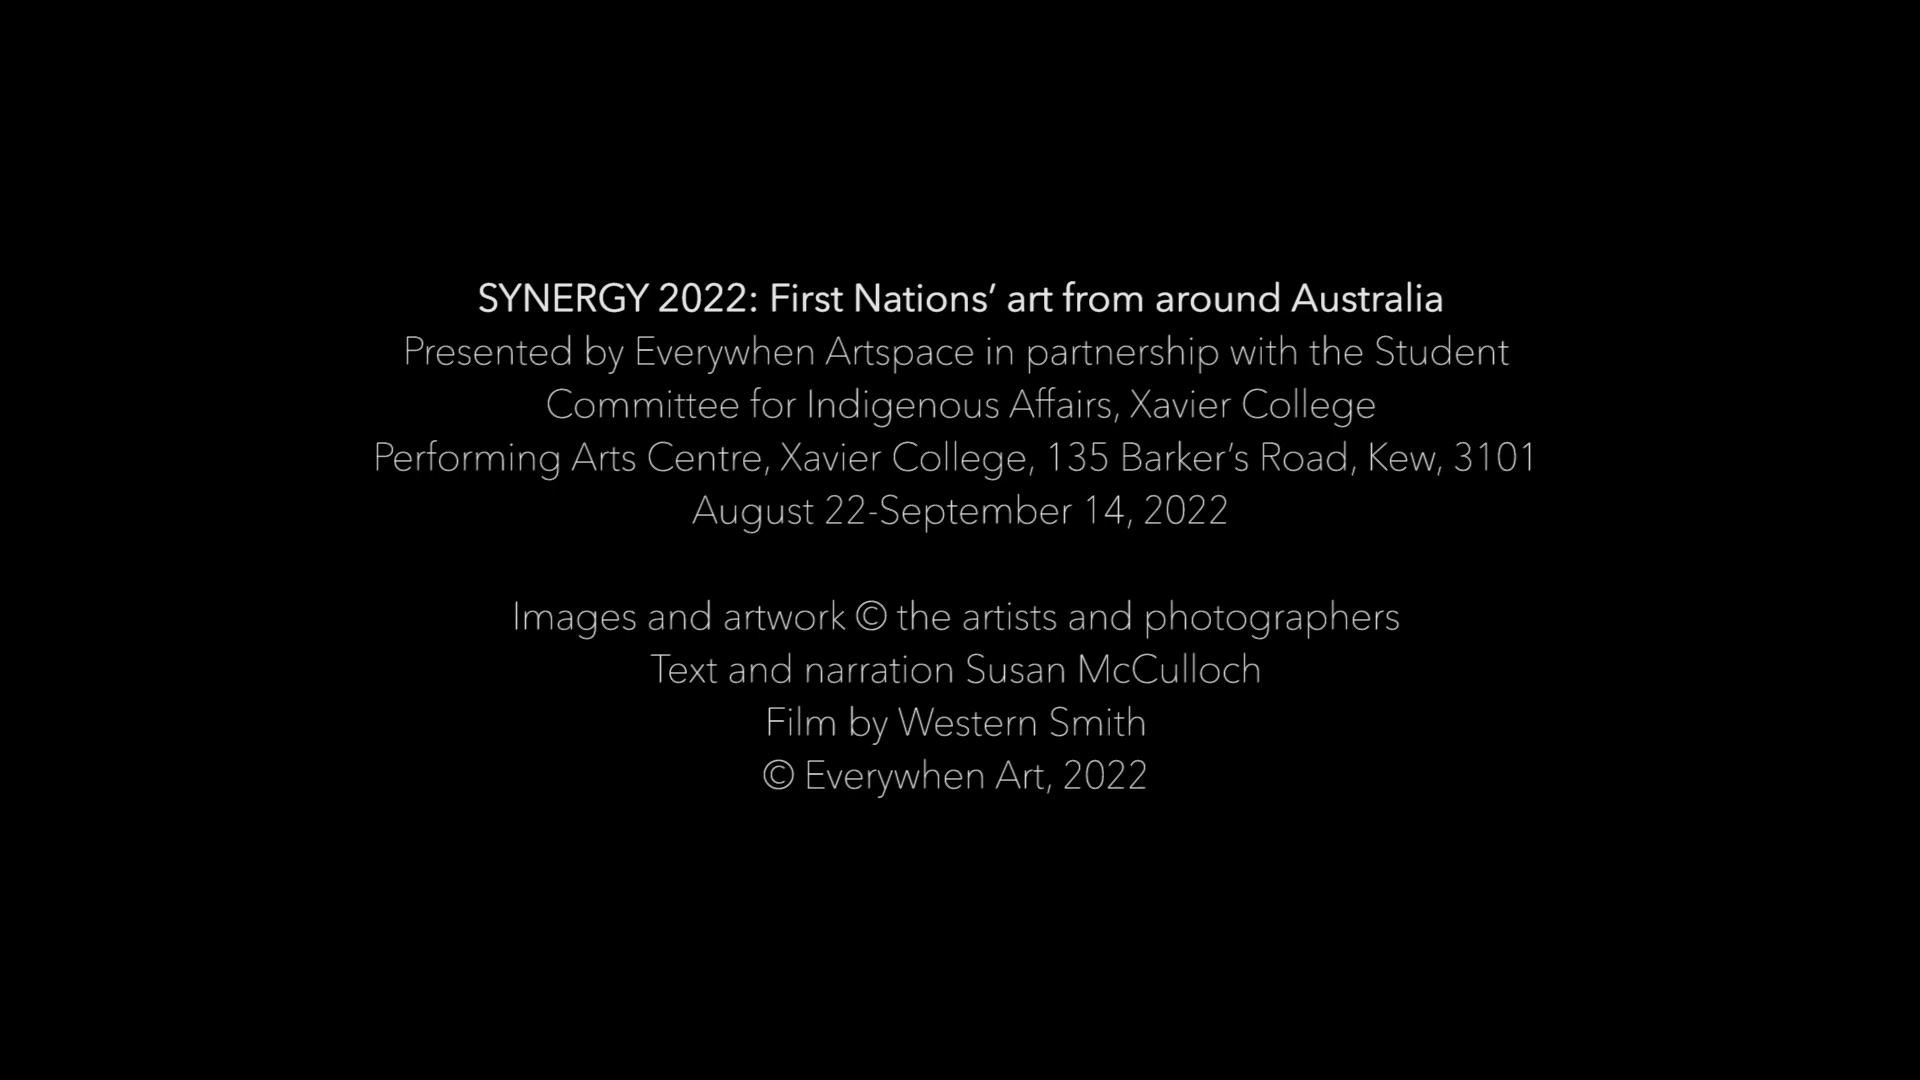 SYNERGY 2022: First Nations’ art from around Australia
Presented by Everywhen Artspace in partnership with the Student
Committee for Indigenous Affairs, Xavier College
Performing Arts Centre, Xavier College, 135 Barker’s Road, Kew, 3101
August 22-September 14, 2022
Images and artwork © the artists and photographers
Text and narration Susan McCulloch
Film by Western Smith
© Everywhen Art, 2022